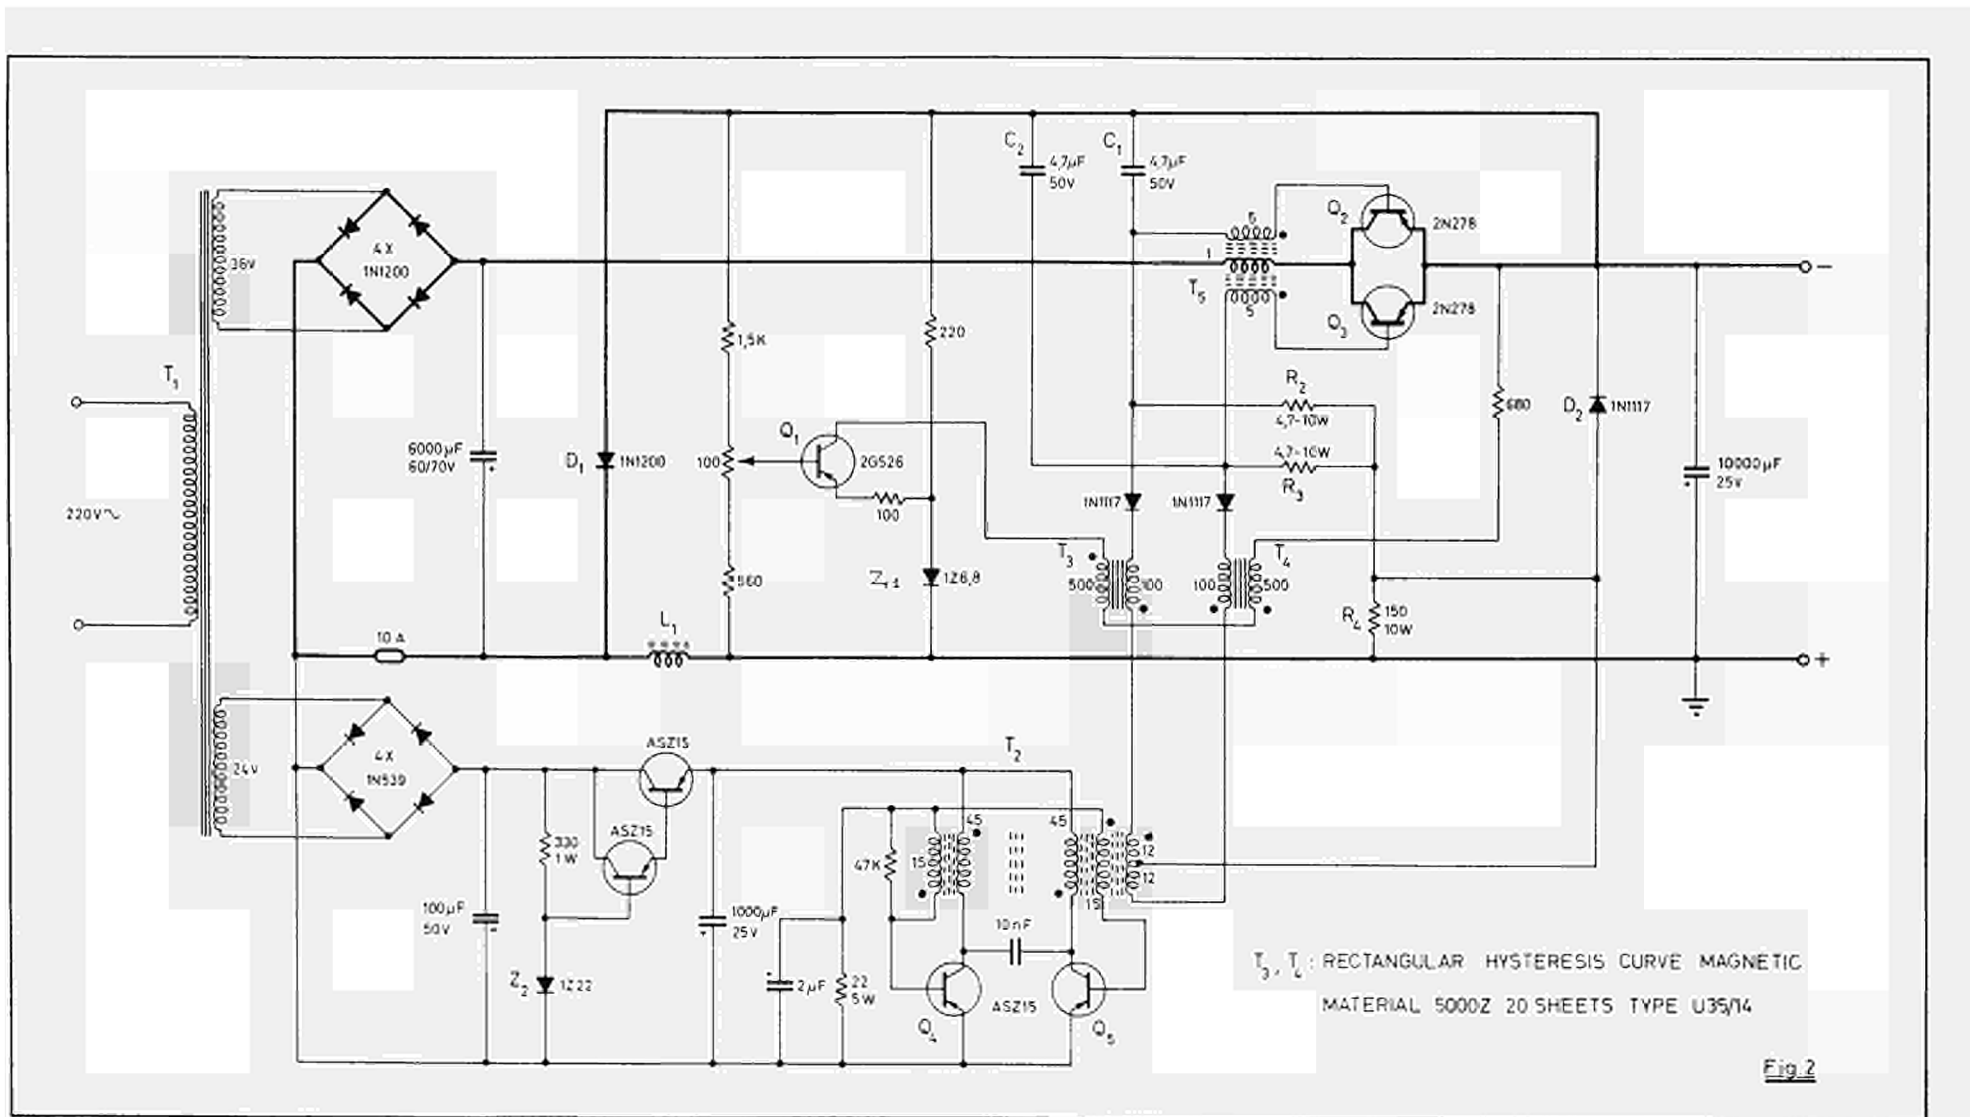 C2
4,7µF
50V
C1
4,7µF
50V
Q2
2N278
5
1
T5
5
Q3
2N278
−
36V
4X
1N1200
T1
220V~
6000µF
60/70V
+
D1
1N1200
1,5K
220
100
Q1
2G526
100
560
Z1
1Z6,8
R2
4,7-10W
4,7-10W
R3
680
D2
1N1117
10000µF
25V
+
1N1117
1N1117
T3
T4
500
100
100
500
R4
150
10W
10 A
L1
+
24V
4X
1N539
ASZ15
T2
330
1W
ASZ15
100µF
50V
+
Z2
1Z22
1000µF
25V
+
47K
15
45
45
12
12
15
10nF
+
2µF
22
5W
Q4
ASZ15
Q5
T3, T4: RECTANGULAR HYSTERESIS CURVE MAGNETIC
MATERIAL 5000Z 20 SHEETS TYPE U35/14
Fig.2